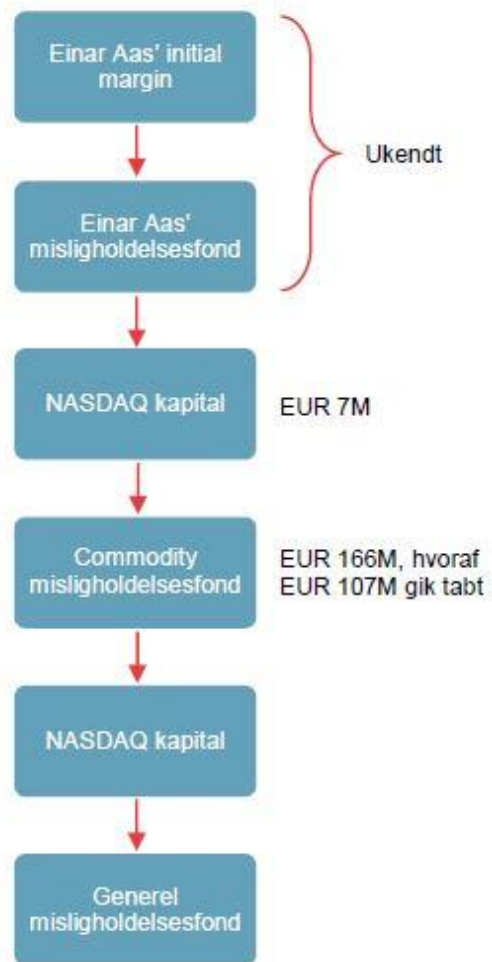 Einar Aas' initial
margin
Ukendt
Einar Aas'
misligholdelsesfond
NASDAQ kapital
EUR 7M
Commodity
misligholdelsesfond
EUR 166M, hvoraf
EUR 107M gik tabt
NASDAQ kapital
Generel
misligholdelsesfond